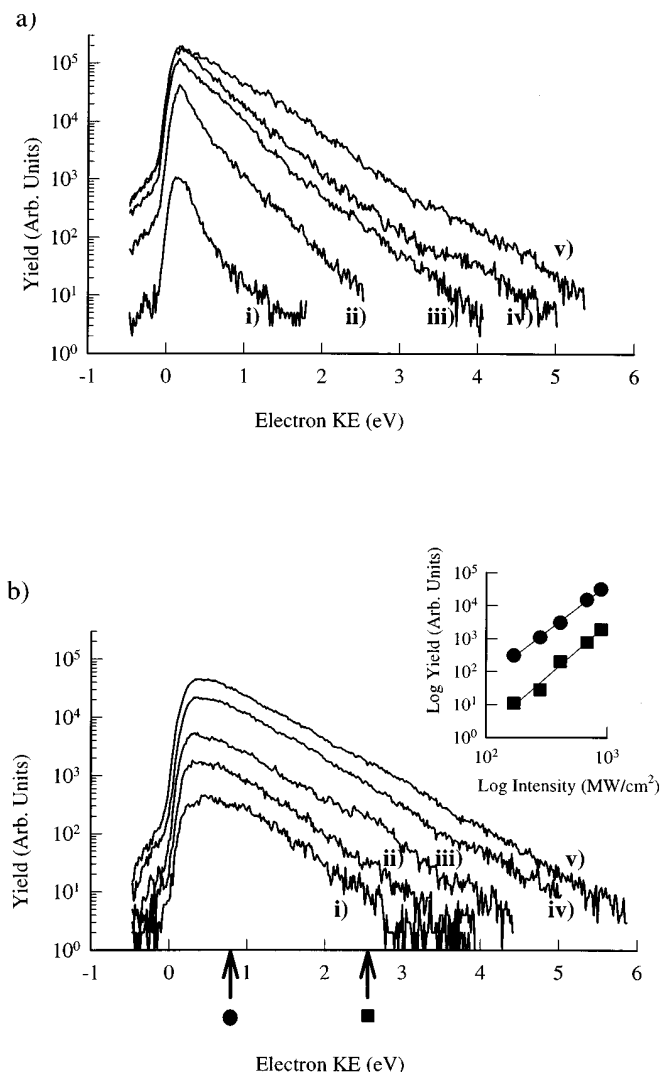 a)
Yield (Arb. Units)
10^5
10^4
10^3
10^2
10^1
10^0
i)
ii)
iii)
iv)
v)
-1 0 1 2 3 4 5 6
Electron KE (eV)
b)
Log Yield (Arb. Units)
10^5
10^4
10^3
10^2
10^1
10^0
10^2 10^3
Log Intensity (MW/cm^2)
Yield (Arb. Units)
10^5
10^4
10^3
10^2
10^1
10^0
i)
ii)
iii)
iv)
v)
-1 0 1 2 3 4 5 6
Electron KE (eV)